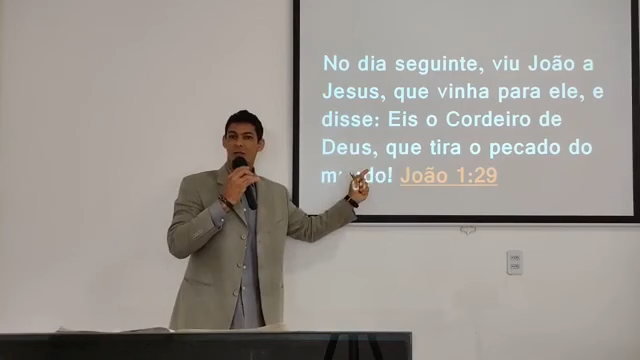 No dia seguinte, viu João a
Jesus, que vinha para ele, e
disse: Eis o Cordeiro de
Deus, que tira o pecado do
mundo! João 1:29